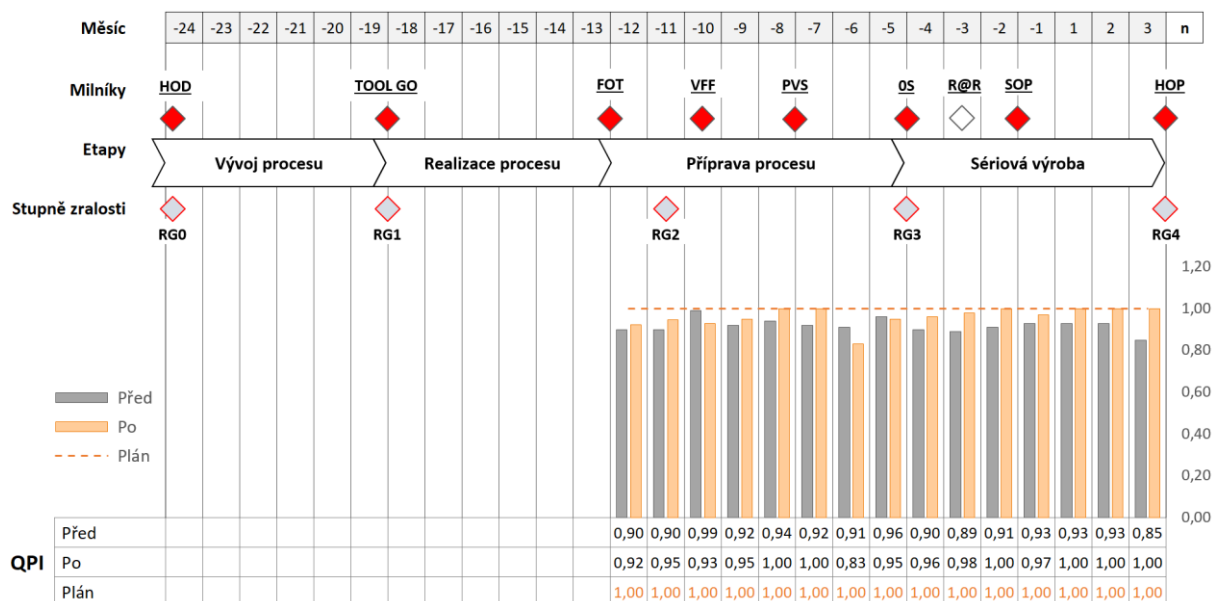 Měsíc -24 -23 -22 -21 -20 -19 -18 -17 -16 -15 -14 -13 -12 -11 -10 -9 -8 -7 -6 -5 -4 -3 -2 -1 1 2 3 n
Milníky HOD TOOL GO FOT VFF PVS 0S R@R SOP HOP
Etapy Vývoj procesu Realizace procesu Příprava procesu Sériová výroba
Stupně zralosti
RG0 RG1 RG2 RG3 RG4
1,20
1,00
0,80
Před
0,60
Po
0,40
Plán
0,20
0,00
Před 0,90 0,90 0,99 0,92 0,94 0,92 0,91 0,96 0,90 0,89 0,91 0,93 0,93 0,93 0,85
QPI Po 0,92 0,95 0,93 0,95 1,00 1,00 0,83 0,95 0,96 0,98 1,00 0,97 1,00 1,00 1,00
Plán 1,00 1,00 1,00 1,00 1,00 1,00 1,00 1,00 1,00 1,00 1,00 1,00 1,00 1,00 1,00